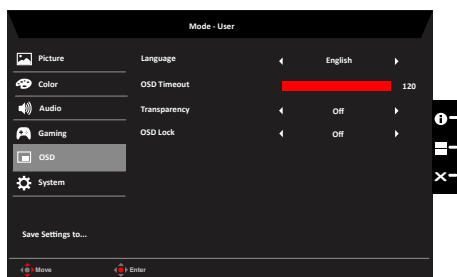 Mode - User
Picture
Language
English
Color
OSD Timeout
120
Audio
Transparency
Off
Gaming
OSD Lock
Off
OSD
System
Save Settings to...
Move
Enter